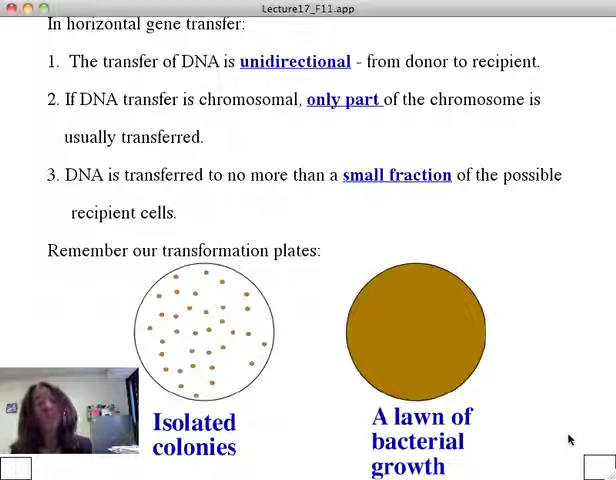 Lecture17_F11.app
In horizontal gene transfer:
1. The transfer of DNA is unidirectional - from donor to recipient.
2. If DNA transfer is chromosomal, only part of the chromosome is
usually transferred.
3. DNA is transferred to no more than a small fraction of the possible
recipient cells.
Remember our transformation plates:
Isolated
colonies
A lawn of
bacterial
growth